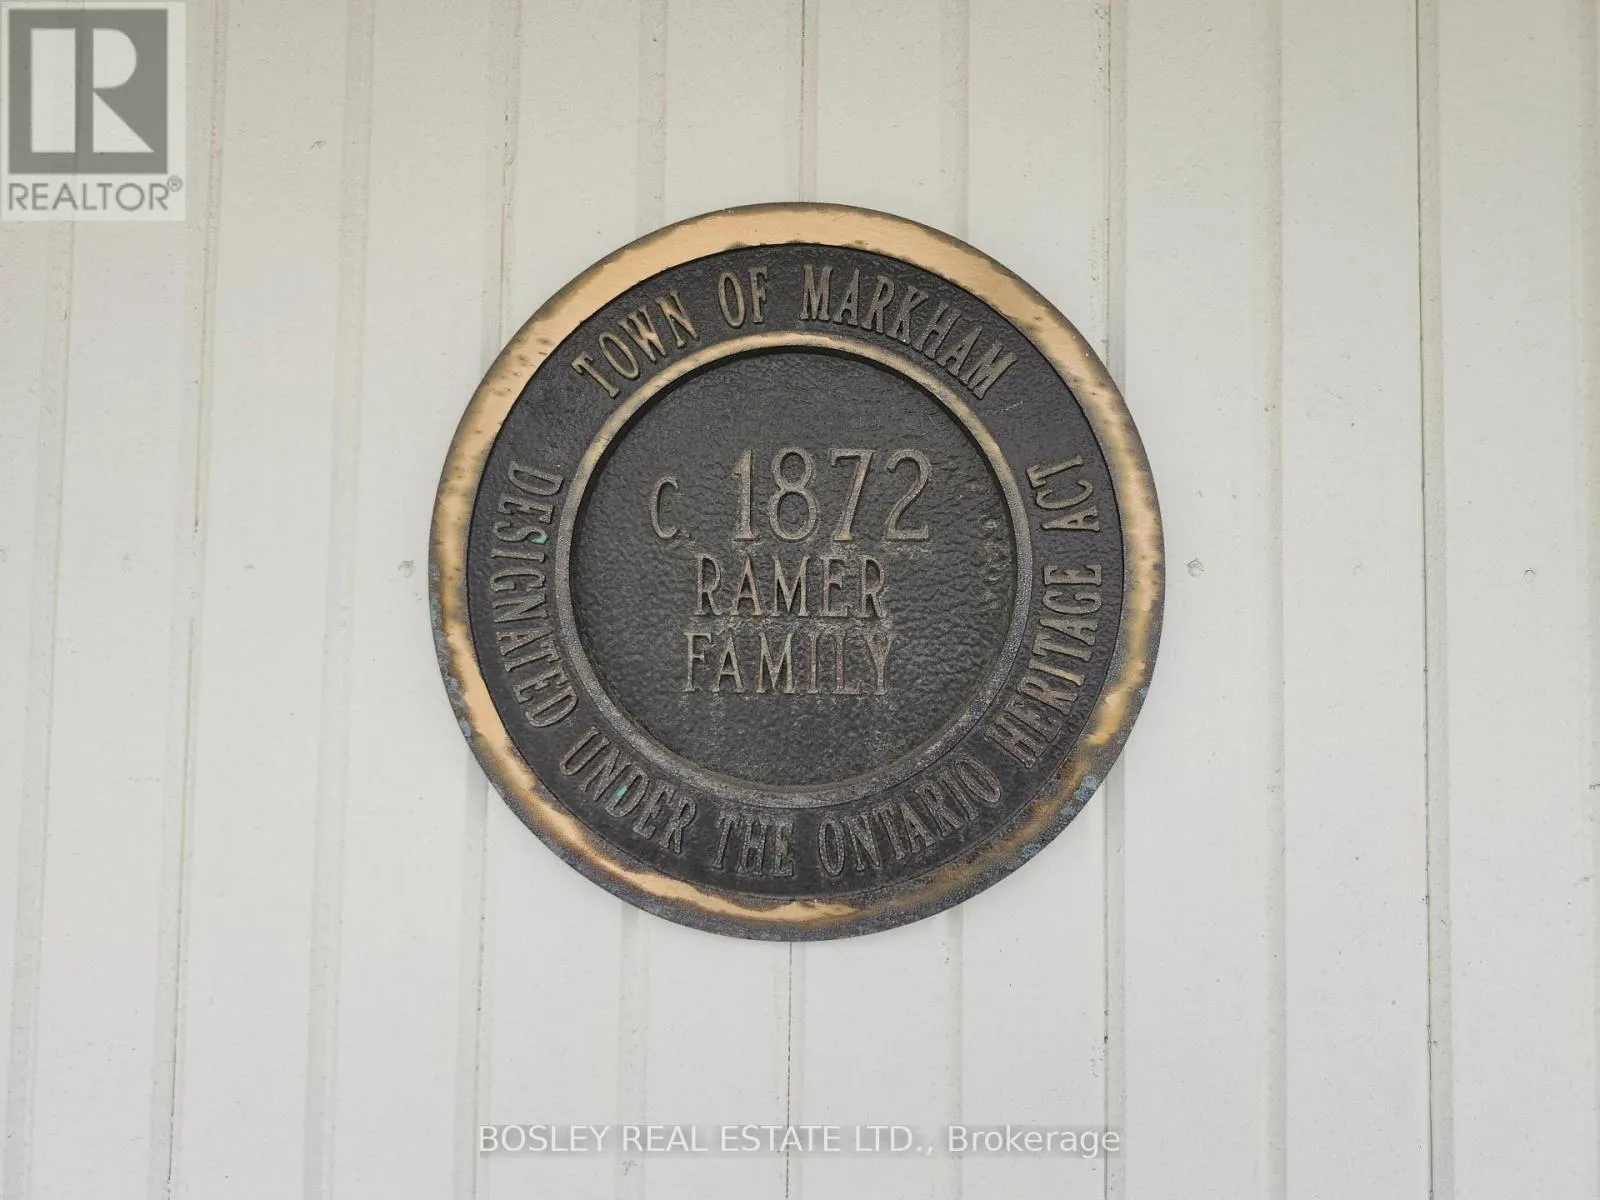 REALTOR®
TOWN OF MARKHAM
C. 1872
RAMER
FAMILY
DESIGNATED UNDER THE ONTARIO HERITAGE ACT
BOSLEY REAL ESTATE LTD., Brokerage